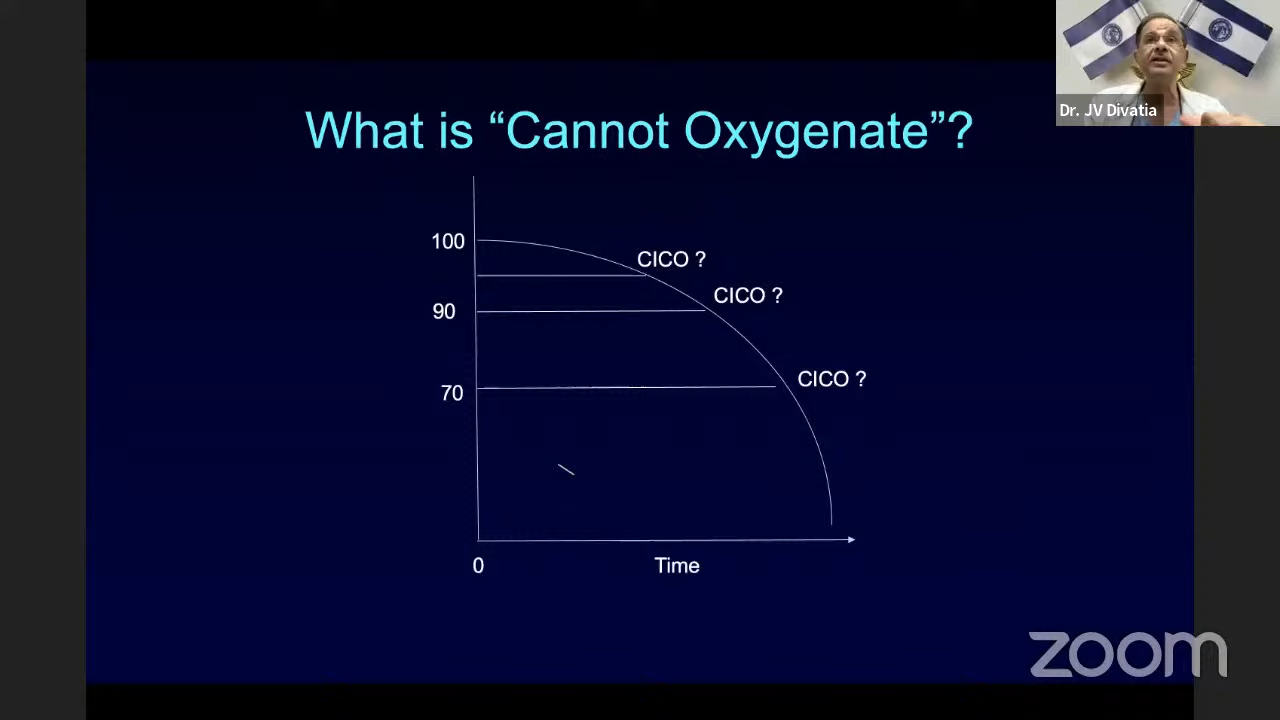 Dr. JV Divatia
What is “Cannot Oxygenate”?
100
CICO ?
CICO ?
90
CICO ?
70
0
Time
zoom